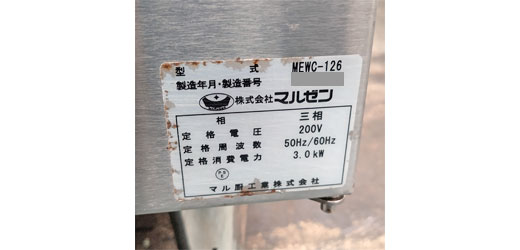 型式 MEWC-126
製造年月・製造番号
株式会社 マルゼン
相 三相
定格電圧 200V
定格周波数 50Hz/60Hz
定格消費電力 3.0kW
マル厨工業株式会社